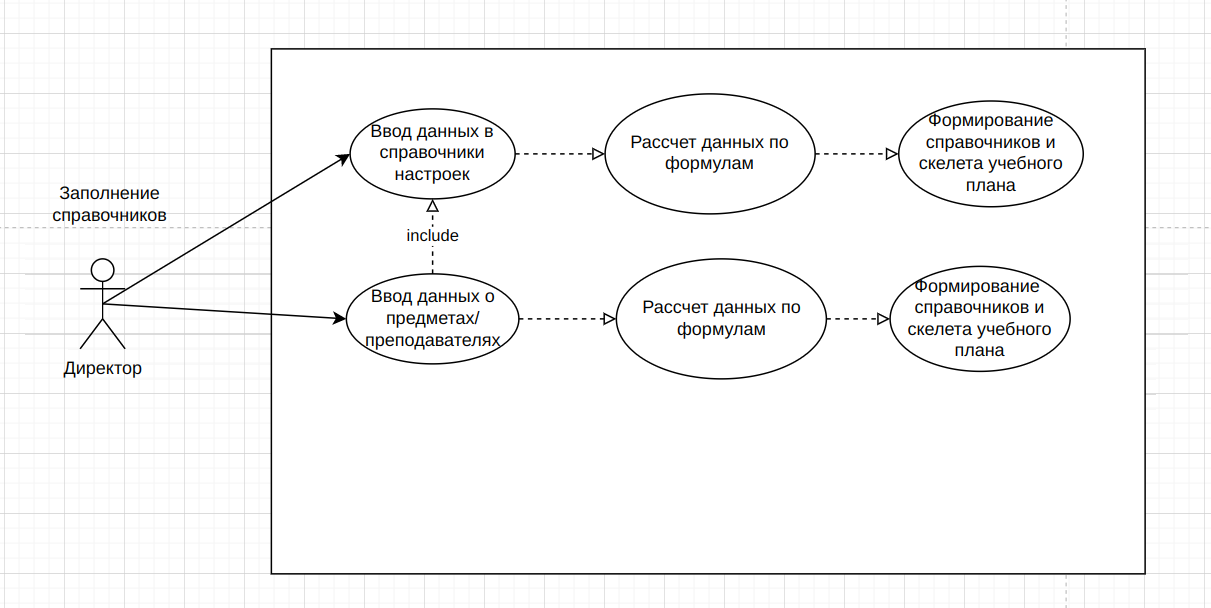 Заполнение
справочников
Директор
Ввод данных в
справочники
настроек
Рассчет данных по
формулам
Формирование
справочников и
скелета учебного
плана
include
Ввод данных о
предметах/
преподавателях
Рассчет данных по
формулам
Формирование
справочников и
скелета учебного
плана